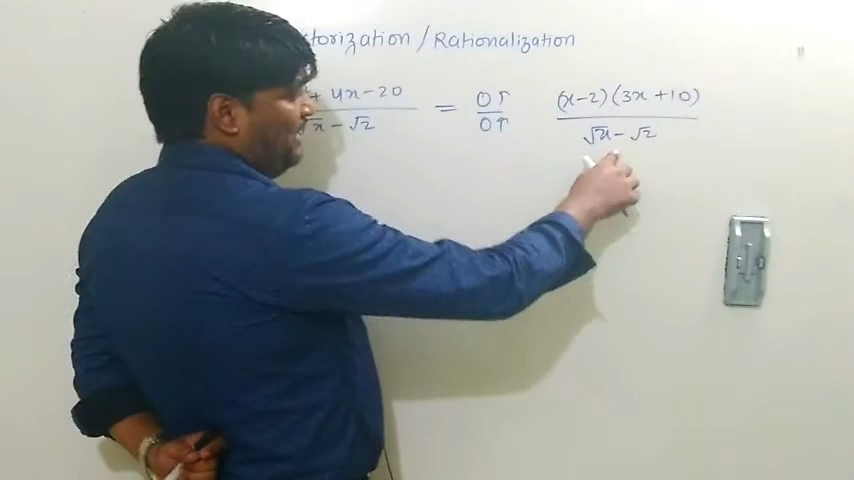 torization / Rationalization
+ 4x - 20 = 0↑ (x-2) (3x +10)
√x - √2 0↑ √x - √2